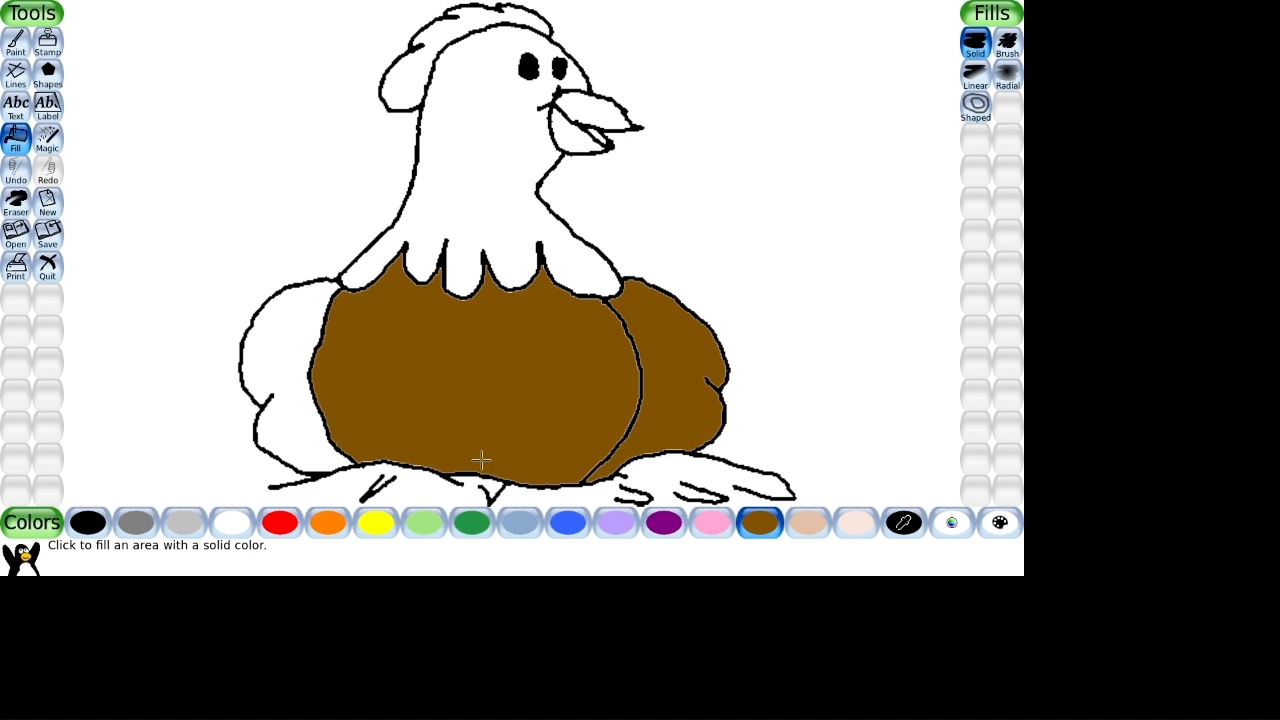 Tools
Fills
Paint
Stamp
Solid
Brush
Lines
Shapes
Linear
Radial
Abc
Abc
Text
Label
Shaped
Fill
Magic
Undo
Redo
Eraser
New
Open
Save
Print
Quit
Colors
Click to fill an area with a solid color.